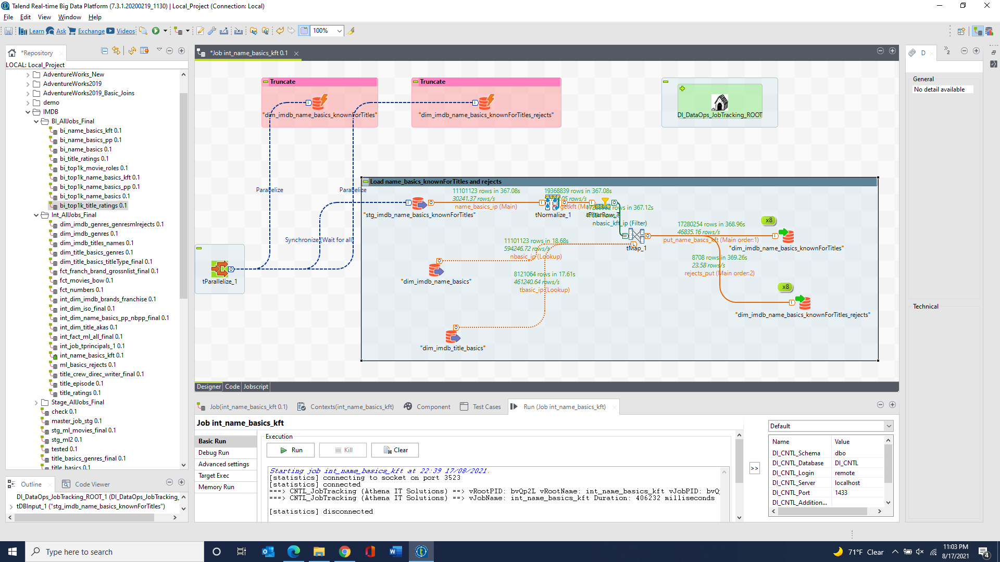 Talend Real-time Big Data Platform (7.3.1.20200219_1130) | Local_Project (Connection: Local)
File Edit View Window Help
Learn Ask Exchange Videos 100%
*Repository
LOCAL: Local_Project
AdventureWorks_New
AdventureWorks2019
AdventureWorks2019_Basic_Joins
demo
IMDB
BI_AllJobs_Final
bi_name_basics_kft 0.1
bi_name_basics_pp 0.1
bi_name_basics 0.1
bi_title_ratings 0.1
bi_top1k_movie_roles 0.1
bi_top1k_name_basics_kft 0.1
bi_top1k_name_basics_pp 0.1
bi_top1k_name_basics 0.1
bi_top1k_title_ratings 0.1
Int_AllJobs_Final
dim_imdb_genres_genresmlrejects 0.1
dim_imdb_genres 0.1
dim_imdb_titles_names 0.1
dim_title_basics_genres 0.1
dim_title_basics_titleType_final 0.1
fct_franch_brand_grossnlist_final 0.1
fct_movies_bow 0.1
fct_numbers 0.1
int_dim_imdb_brands_franchise 0.1
int_dim_iso_final 0.1
int_dim_name_basics_pp_nbpp_final 0.1
int_dim_title_akas 0.1
int_fact_ml_all_final 0.1
int_job_tprincipals_1 0.1
int_name_basics_kft 0.1
ml_basics_rejects 0.1
title_crew_direc_writer_final 0.1
title_episode 0.1
title_ratings 0.1
Stage_AllJobs_Final
check 0.1
master_job_stg 0.1
stg_ml_movies_final 0.1
stg_ml2 0.1
tested 0.1
title_basics_genres_final 0.1
title_basics 0.1
Outline Code Viewer
DI_DataOps_JobTracking_ROOT_1 (DI_DataOps_JobTracking_
tDBInput_1 ("stg_imdb_name_basics_knownForTitles")
*Job int_name_basics_kft 0.1
Truncate
"dim_imdb_name_basics_knownForTitles"
Truncate
"dim_imdb_name_basics_knownForTitles_rejects"
DI_DataOps_JobTracking_ROOT
Parallelize
Parallelize
Synchronize (Wait for all)
tParallelize_1
Load name_basics_knownForTitles and rejects
11101123 rows in 367.08s
30241.37 rows/s
name_basics_ip (Main)
"stg_imdb_name_basics_knownForTitles"
19368839 rows in 367.08s
getkft (Main)
tNormalize_1
rows in 367.12s
nbasic_kft_ip (Filter)
tMap_1
17280254 rows in 368.96s
46835.16 rows/s
put_name_bascs_kft (Main order:1)
x8
"dim_imdb_name_basics_knownForTitles"
11101123 rows in 18.68s
594246.72 rows/s
nbasic_ip (Lookup)
"dim_imdb_name_basics"
8708 rows in 369.26s
23.58 rows/s
rejects_put (Main order:2)
8121064 rows in 17.61s
461240.64 rows/s
tbasic_ip (Lookup)
x8
"dim_imdb_name_basics_knownForTitles_rejects"
"dim_imdb_title_basics"
Designer Code Jobscript
Job(int_name_basics_kft 0.1) Contexts(int_name_basics_kft) Component Test Cases Run (Job int_name_basics_kft)
Job int_name_basics_kft
Basic Run
Debug Run
Advanced settings
Target Exec
Memory Run
Execution
Run Kill Clear
Starting job int_name_basics_kft at 22:39 17/08/2021.
[statistics] connecting to socket on port 3523
[statistics] connected
===> CNTL_JobTracking (Athena IT Solutions) ==> vRootPID: bvQp2L vRootName: int_name_basics_kft vJobPID: bvQ
===> CNTL_JobTracking (Athena IT Solutions) ==> vJobName: int_name_basics_kft Duration: 406232 milliseconds
[statistics] disconnected
>>
Default
Name Value
DI_CNTL_Schema dbo
DI_CNTL_Database DI_CNTL
DI_CNTL_Login remote
DI_CNTL_Server localhost
DI_CNTL_Port 1433
DI_CNTL_Addition...
D
2
General
No detail available
Technical
Type here to search
71°F Clear
11:03 PM
8/17/2021
4